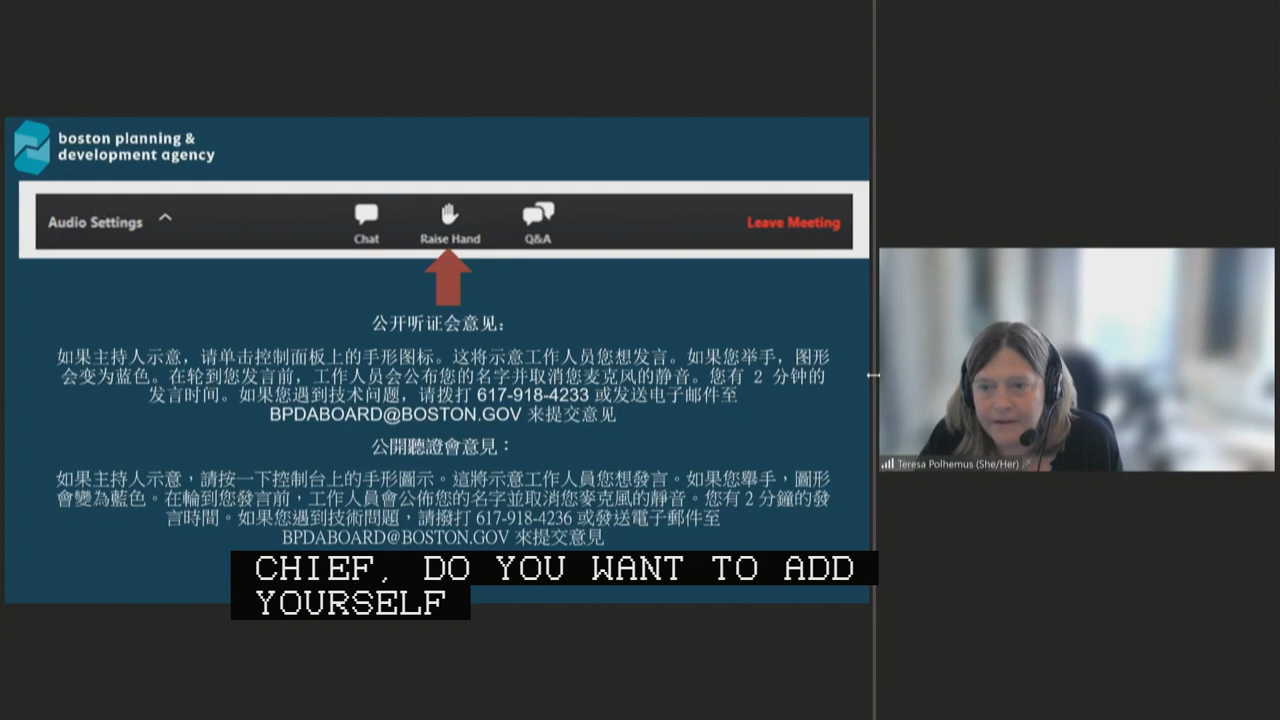 boston planning &
development agency
Audio Settings
Chat
Raise Hand
Q&A
Leave Meeting
公开听证会意见：
如果主持人示意，请单击控制面板上的手形图标。这将示意工作人员您想发言。如果您举手，图形
会变为蓝色。在轮到您发言前，工作人员会公布您的名字并取消您麦克风的静音。您有 2 分钟的
发言时间。如果您遇到技术问题，请拨打 617-918-4233 或发送电子邮件至
BPDABOARD@BOSTON.GOV 来提交意见
公開聽證會意見：
如果主持人示意，請按一下控制台上的手形圖示。這將示意工作人員您想發言。如果您舉手，圖形
會變為藍色。在輪到您發言前，工作人員會公佈您的名字並取消您麥克風的靜音。您有 2 分鐘的發
言時間。如果您遇到技術問題，請撥打 617-918-4236 或發送電子郵件至
BPDABOARD@BOSTON.GOV 來提交意見
CHIEF, DO YOU WANT TO ADD
YOURSELF
Teresa Polhemus (She/Her)